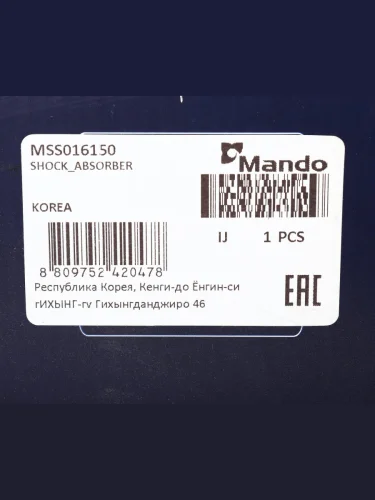 MSS016150
SHOCK_ABSORBER
Mando
KOREA
IJ 1 PCS
8 809752 420478
Республика Корея, Кенги-до Ёнгин-си
гИХЫНГ-гv Гихынгданджиро 46
EAC